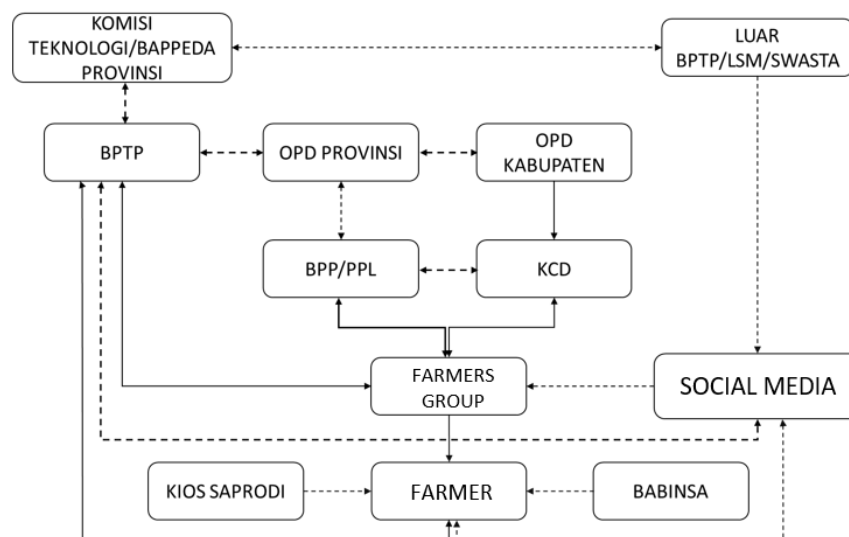 KOMISI
TEKNOLOGI/BAPPEDA
PROVINSI
LUAR
BPTP/LSM/SWASTA
BPTP
OPD PROVINSI
OPD
KABUPATEN
BPP/PPL
KCD
FARMERS
GROUP
SOCIAL MEDIA
KIOS SAPRODI
FARMER
BABINSA